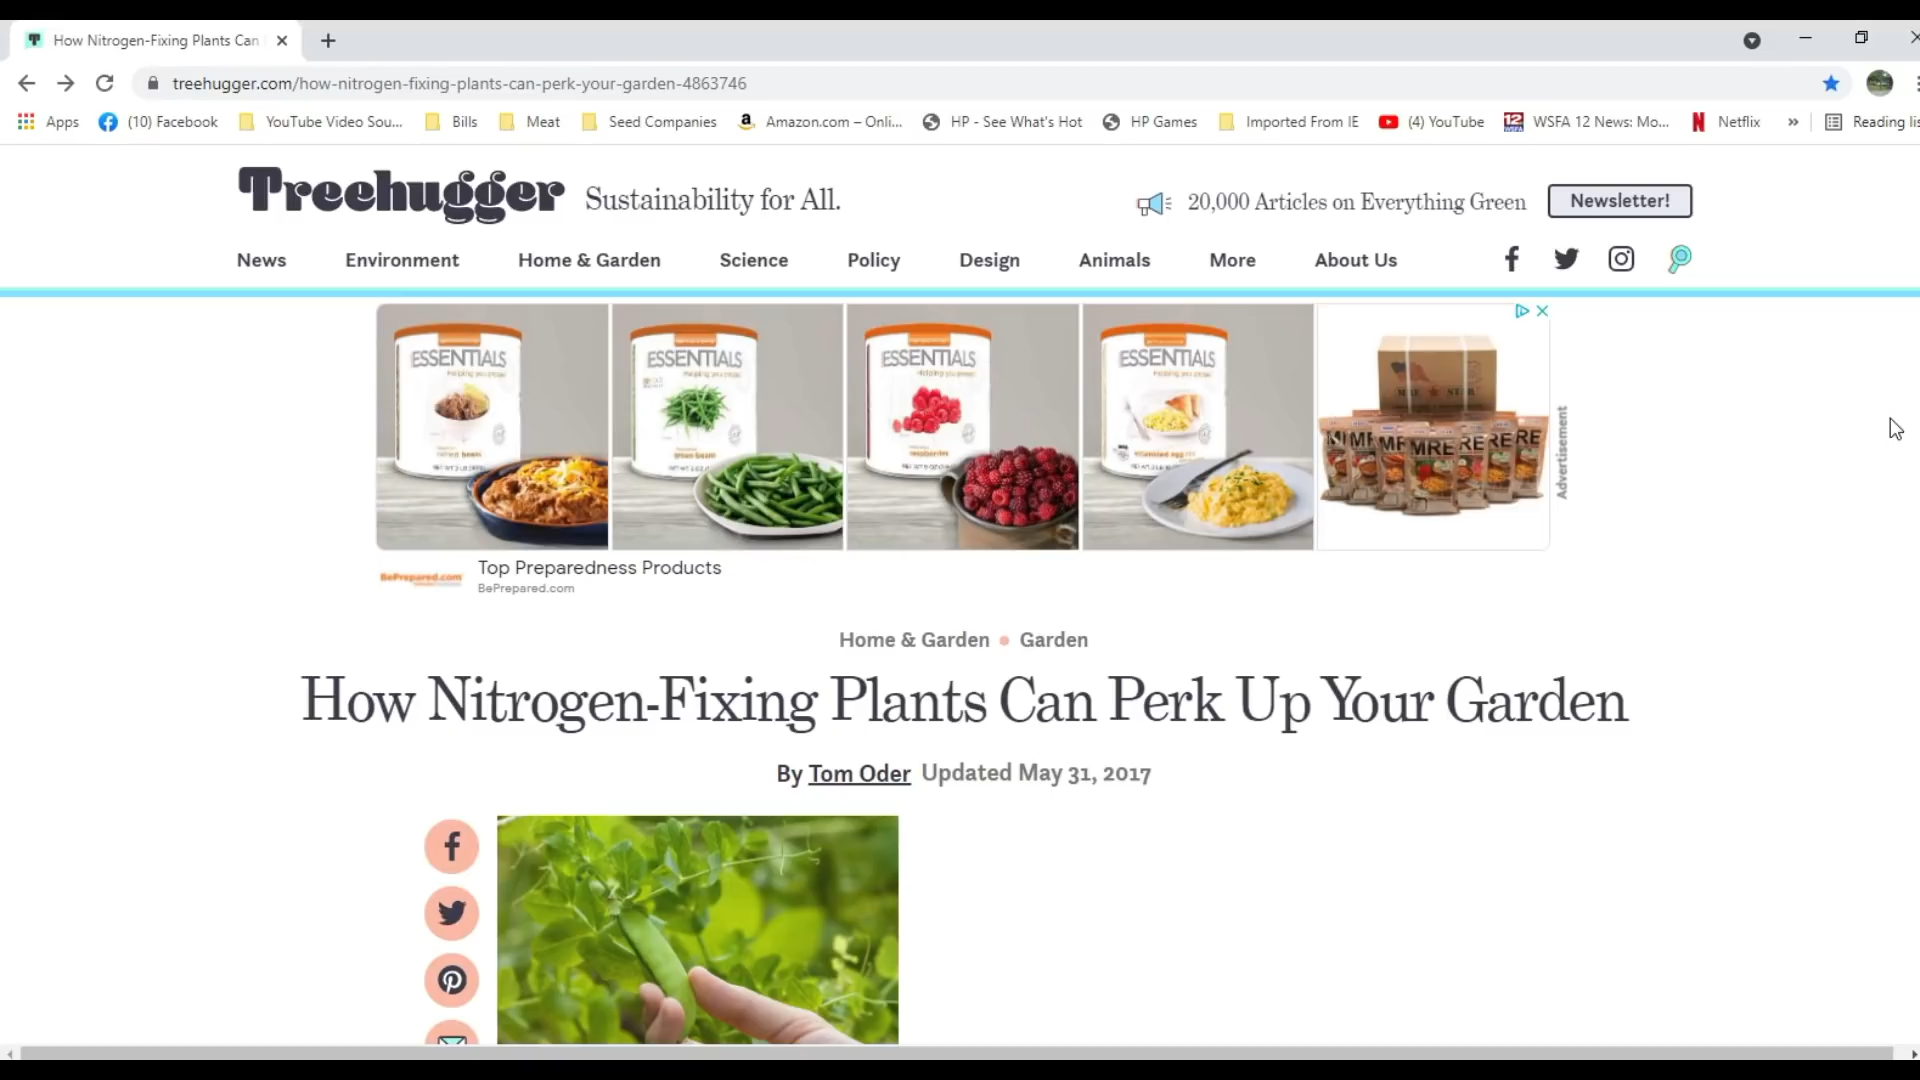 How Nitrogen-Fixing Plants Can
treehugger.com/how-nitrogen-fixing-plants-can-perk-your-garden-4863746
Apps (10) Facebook YouTube Video Sou... Bills Meat Seed Companies Amazon.com – Onli... HP - See What's Hot HP Games Imported From IE (4) YouTube WSFA 12 News: Mo... Netflix » Reading lis
Treehugger Sustainability for All. 20,000 Articles on Everything Green Newsletter!
News Environment Home & Garden Science Policy Design Animals More About Us
ESSENTIALS ESSENTIALS ESSENTIALS ESSENTIALS
MRE
Advertisement
BePrepared.com Top Preparedness Products
BePrepared.com
Home & Garden • Garden
How Nitrogen-Fixing Plants Can Perk Up Your Garden
By Tom Oder Updated May 31, 2017